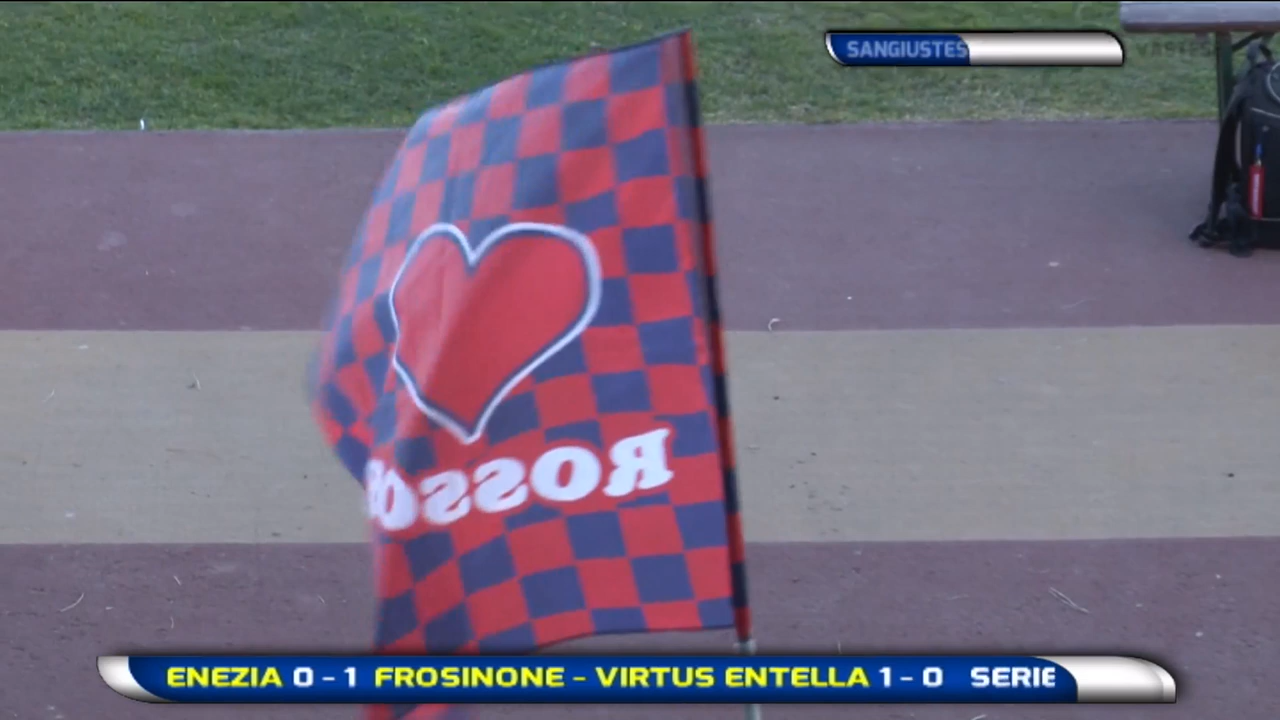 SANGIUSTES
ROSSO
ENEZIA 0 - 1 FROSINONE - VIRTUS ENTELLA 1 - 0 SERIE